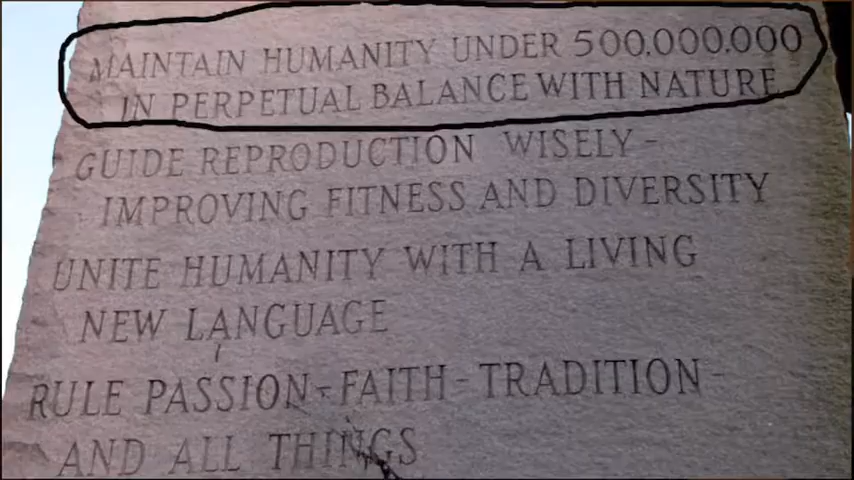 MAINTAIN HUMANITY UNDER 500,000,000
IN PERPETUAL BALANCE WITH NATURE
GUIDE REPRODUCTION WISELY-
IMPROVING FITNESS AND DIVERSITY
UNITE HUMANITY WITH A LIVING
NEW LANGUAGE
RULE PASSION-FAITH-TRADITION-
AND ALL THINGS